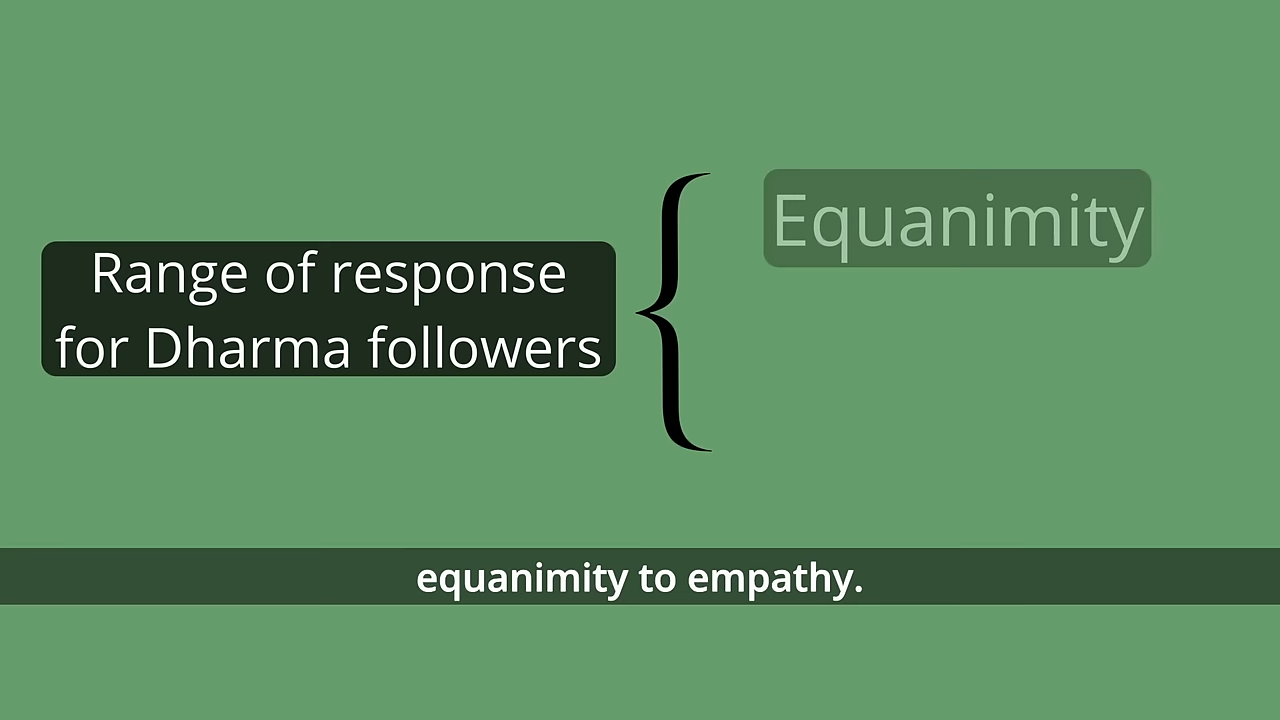 Range of response
for Dharma followers
{
Equanimity
equanimity to empathy.